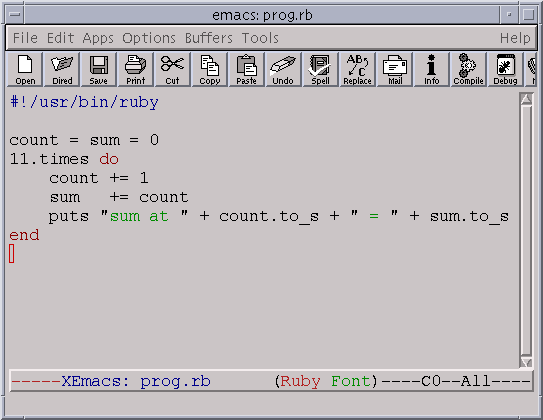 emacs: prog.rb
File Edit Apps Options Buffers Tools Help
Open Dired Save Print Cut Copy Paste Undo Spell Replace Mail Info Compile Debug
#!/usr/bin/ruby
count = sum = 0
11.times do
    count += 1
    sum   += count
    puts "sum at " + count.to_s + " = " + sum.to_s
end
-----XEmacs: prog.rb      (Ruby Font)----C0--All----